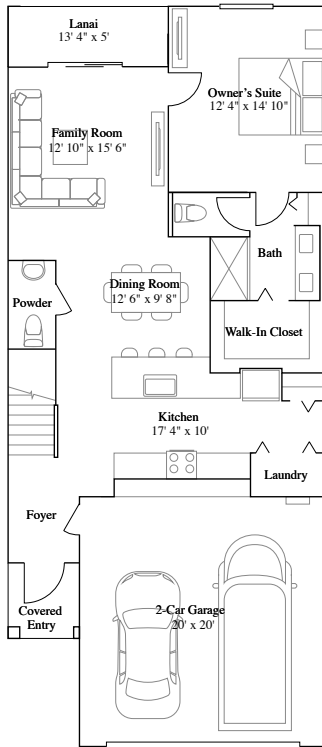 Lanai
13' 4" x 5'
Owner's Suite
12' 4" x 14' 10"
Family Room
12' 10" x 15' 6"
Bath
Dining Room
12' 6" x 9' 8"
Powder
Walk-In Closet
Kitchen
17' 4" x 10'
Laundry
Foyer
Covered
Entry
2-Car Garage
20' x 20'